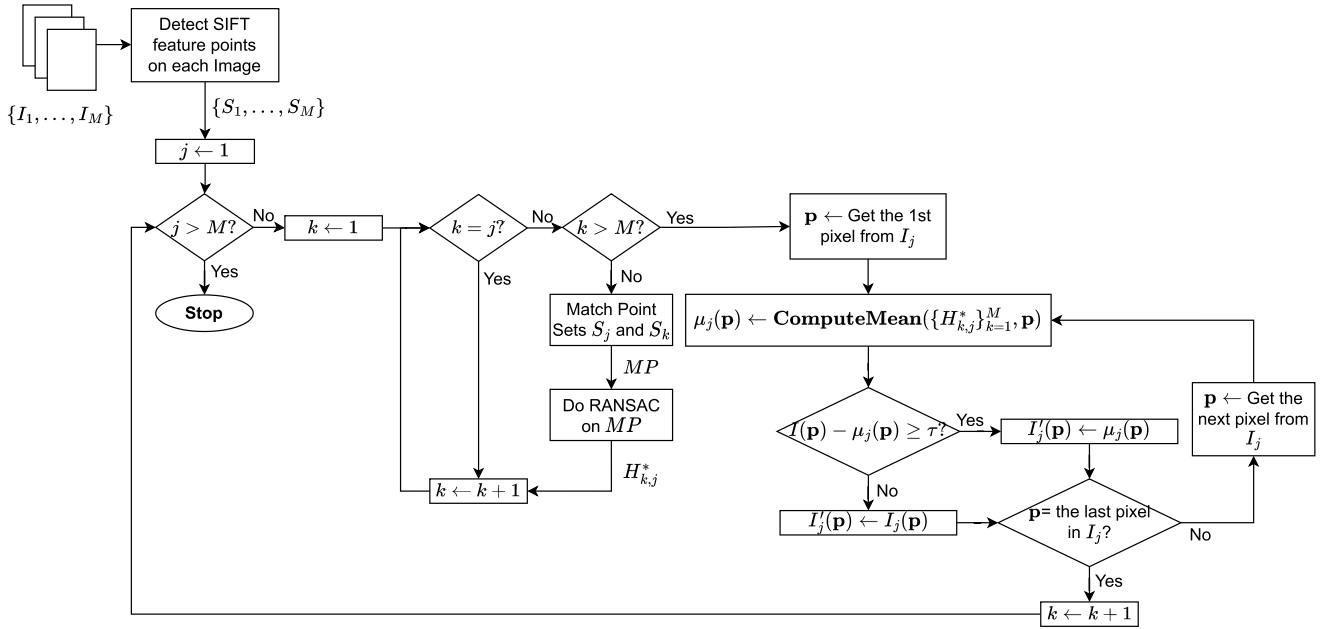 Detect SIFT
feature points
on each Image
{I_1, ..., I_M}
{S_1, ..., S_M}
j ← 1
j > M?
No
k ← 1
k = j?
No
k > M?
Yes
p ← Get the 1st
pixel from I_j
Yes
Stop
Yes
No
Match Point
Sets S_j and S_k
MP
Do RANSAC
on MP
H*_{k,j}
k ← k + 1
μ_j(p) ← ComputeMean({H*_{k,j}}^M_{k=1}, p)
I(p) − μ_j(p) ≥ τ?
Yes
I′_j(p) ← μ_j(p)
p ← Get the
next pixel from
I_j
No
I′_j(p) ← I_j(p)
p= the last pixel
in I_j?
No
Yes
k ← k + 1